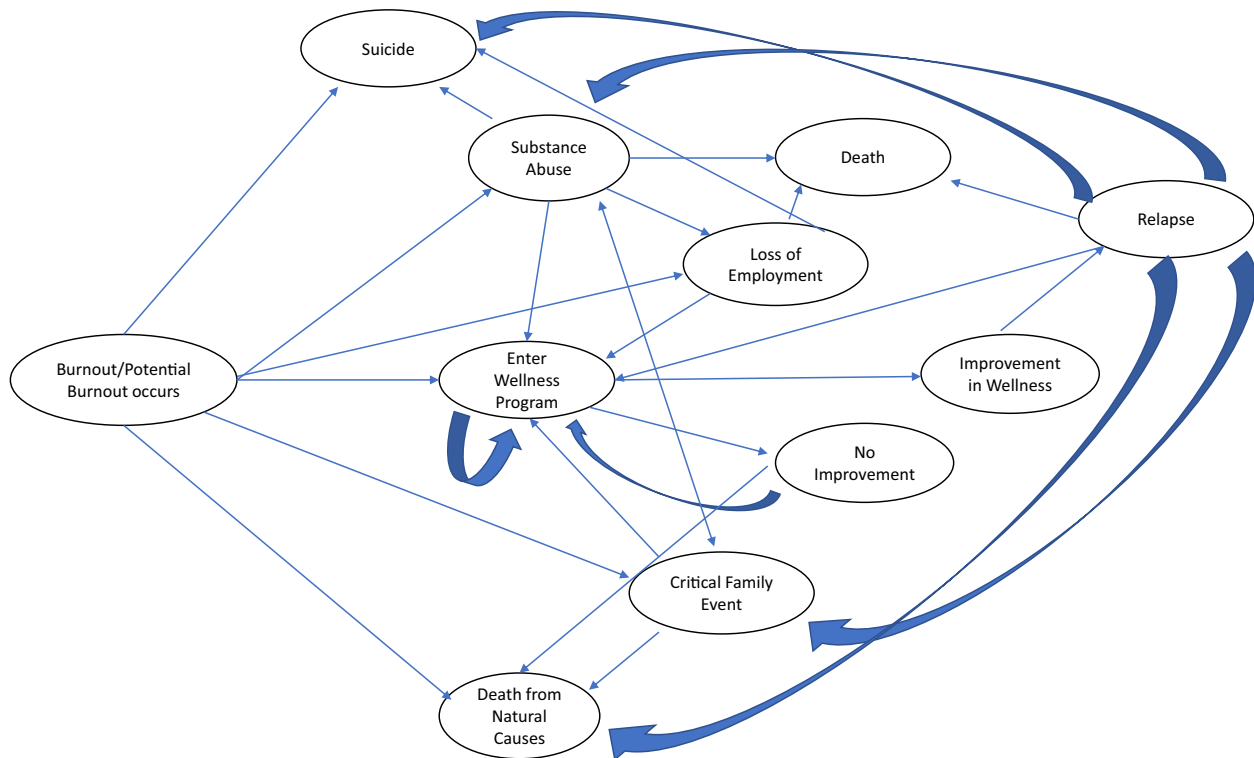 Suicide
Substance
Abuse
Death
Relapse
Loss of
Employment
Burnout/Potential
Burnout occurs
Enter
Wellness
Program
Improvement
in Wellness
No
Improvement
Critical Family
Event
Death from
Natural
Causes